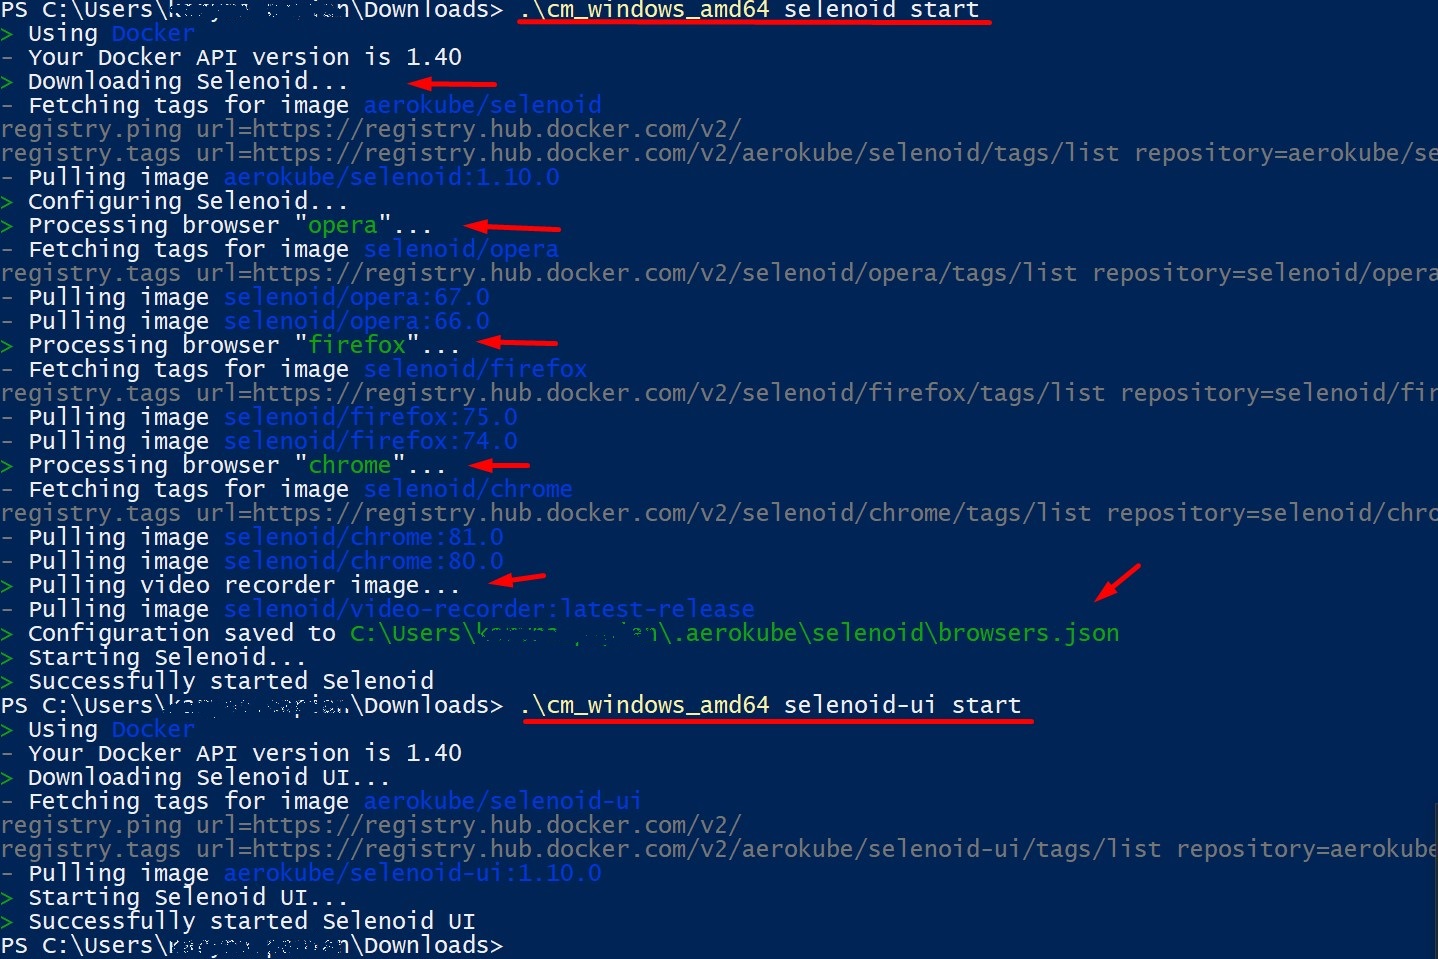 PS C:\Users\ \Downloads> .\cm_windows_amd64 selenoid start
> Using Docker
- Your Docker API version is 1.40
> Downloading Selenoid...
- Fetching tags for image aerokube/selenoid
registry.ping url=https://registry.hub.docker.com/v2/
registry.tags url=https://registry.hub.docker.com/v2/aerokube/selenoid/tags/list repository=aerokube/se
- Pulling image aerokube/selenoid:1.10.0
> Configuring Selenoid...
> Processing browser "opera"...
- Fetching tags for image selenoid/opera
registry.tags url=https://registry.hub.docker.com/v2/selenoid/opera/tags/list repository=selenoid/opera
- Pulling image selenoid/opera:67.0
- Pulling image selenoid/opera:66.0
> Processing browser "firefox"...
- Fetching tags for image selenoid/firefox
registry.tags url=https://registry.hub.docker.com/v2/selenoid/firefox/tags/list repository=selenoid/fir
- Pulling image selenoid/firefox:75.0
- Pulling image selenoid/firefox:74.0
> Processing browser "chrome"...
- Fetching tags for image selenoid/chrome
registry.tags url=https://registry.hub.docker.com/v2/selenoid/chrome/tags/list repository=selenoid/chro
- Pulling image selenoid/chrome:81.0
- Pulling image selenoid/chrome:80.0
> Pulling video recorder image...
- Pulling image selenoid/video-recorder:latest-release
> Configuration saved to C:\Users\ \.aerokube\selenoid\browsers.json
> Starting Selenoid...
> Successfully started Selenoid
PS C:\Users\ \Downloads> .\cm_windows_amd64 selenoid-ui start
> Using Docker
- Your Docker API version is 1.40
> Downloading Selenoid UI...
- Fetching tags for image aerokube/selenoid-ui
registry.ping url=https://registry.hub.docker.com/v2/
registry.tags url=https://registry.hub.docker.com/v2/aerokube/selenoid-ui/tags/list repository=aerokube
- Pulling image aerokube/selenoid-ui:1.10.0
> Starting Selenoid UI...
> Successfully started Selenoid UI
PS C:\Users\ \Downloads>